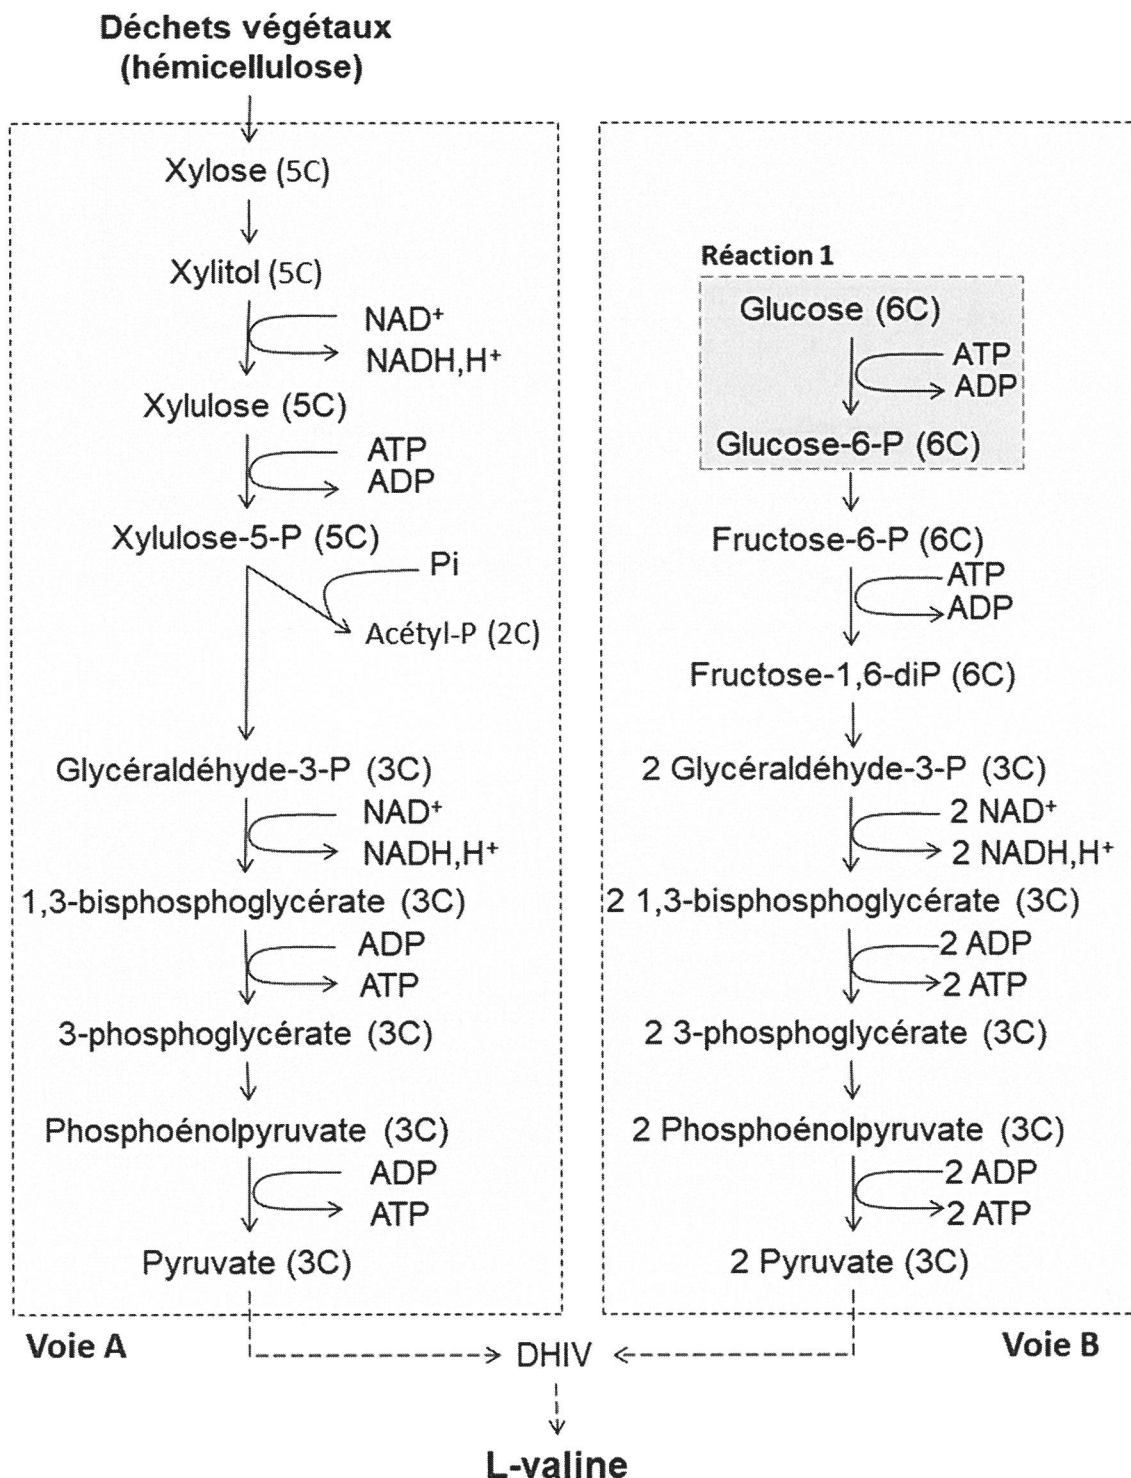 Déchets végétaux
(hémicellulose)
Xylose (5C)
Xylitol (5C)
NAD⁺
NADH,H⁺
Xylulose (5C)
ATP
ADP
Xylulose-5-P (5C)
Pi
Acétyl-P (2C)
Glycéraldéhyde-3-P (3C)
NAD⁺
NADH,H⁺
1,3-bisphosphoglycérate (3C)
ADP
ATP
3-phosphoglycérate (3C)
Phosphoénolpyruvate (3C)
ADP
ATP
Pyruvate (3C)
Voie A
Réaction 1
Glucose (6C)
ATP
ADP
Glucose-6-P (6C)
Fructose-6-P (6C)
ATP
ADP
Fructose-1,6-diP (6C)
2 Glycéraldéhyde-3-P (3C)
2 NAD⁺
2 NADH,H⁺
2 1,3-bisphosphoglycérate (3C)
2 ADP
2 ATP
2 3-phosphoglycérate (3C)
2 Phosphoénolpyruvate (3C)
2 ADP
2 ATP
2 Pyruvate (3C)
Voie B
DHIV
L-valine